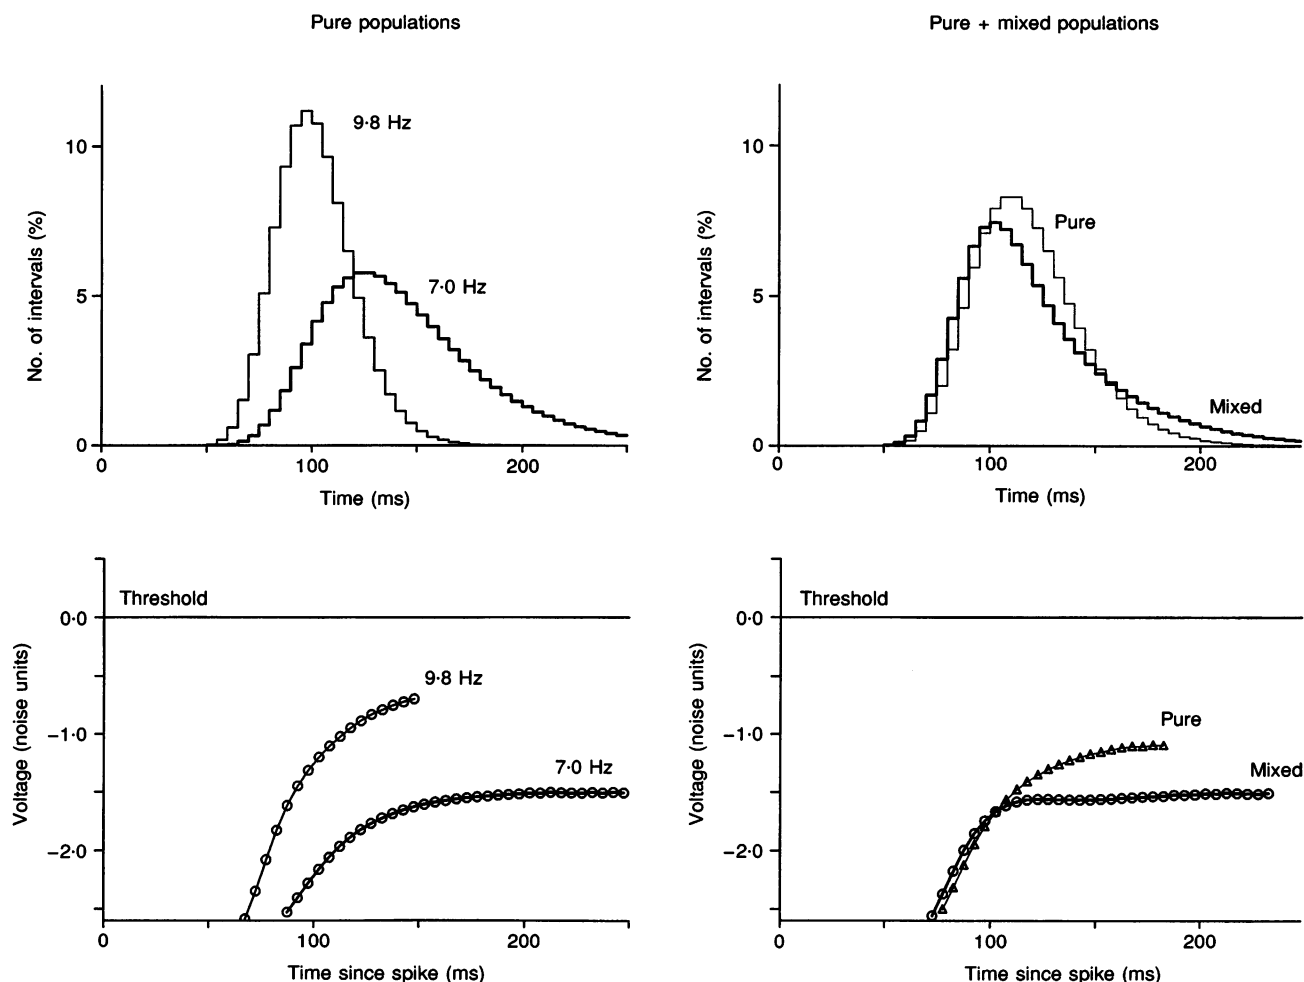 Pure populations
Pure + mixed populations
10
5
0
No. of intervals (%)
9·8 Hz
7·0 Hz
0
100
200
Time (ms)
10
5
0
No. of intervals (%)
Pure
Mixed
0
100
200
Time (ms)
Threshold
0·0
−1·0
−2·0
Voltage (noise units)
9·8 Hz
7·0 Hz
0
100
200
Time since spike (ms)
Threshold
0·0
−1·0
−2·0
Voltage (noise units)
Pure
Mixed
0
100
200
Time since spike (ms)